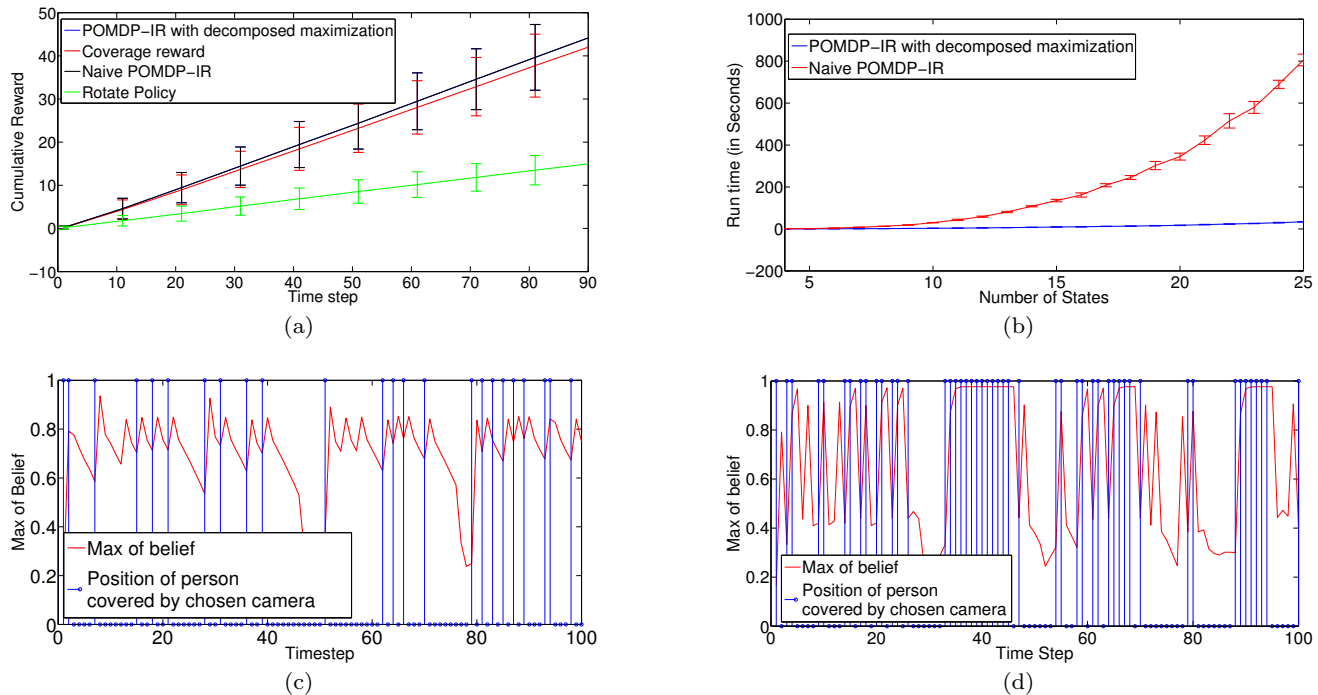 50
40
30
20
10
0
−10
Cumulative Reward
POMDP−IR with decomposed maximization
Coverage reward
Naive POMDP−IR
Rotate Policy
0 10 20 30 40 50 60 70 80 90
Time step
(a)
1000
800
600
400
200
0
−200
Run time (in Seconds)
POMDP−IR with decomposed maximization
Naive POMDP−IR
5 10 15 20 25
Number of States
(b)
1
0.8
0.6
0.4
0.2
0
Max of Belief
Max of belief
Position of person
covered by chosen camera
0 20 40 60 80 100
Timestep
(c)
1
0.8
0.6
0.4
0.2
0
Max of belief
Max of belief
Position of person
covered by chosen camera
0 20 40 60 80 100
Time Step
(d)